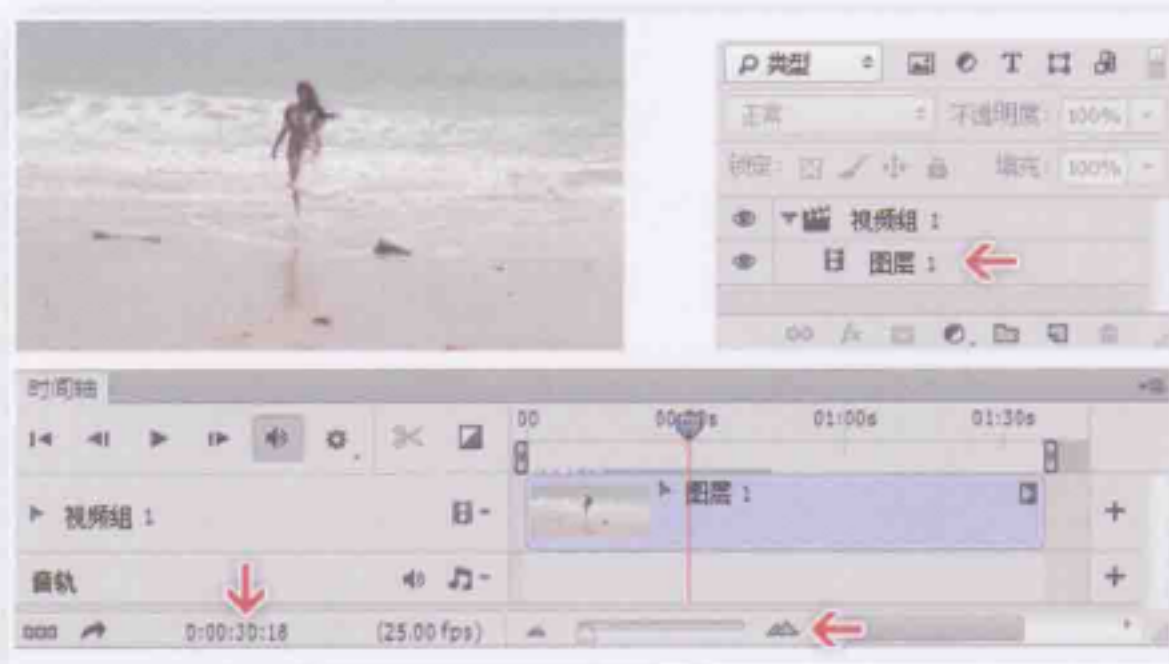 类型 T
正常 不透明度: 100%
锁定: 填充: 100%
视频组 1
图层 1
fx
时间轴
00 01:00s 01:30s
图层 1
视频组 1
音轨
0:00:30:18 (25.00 fps)